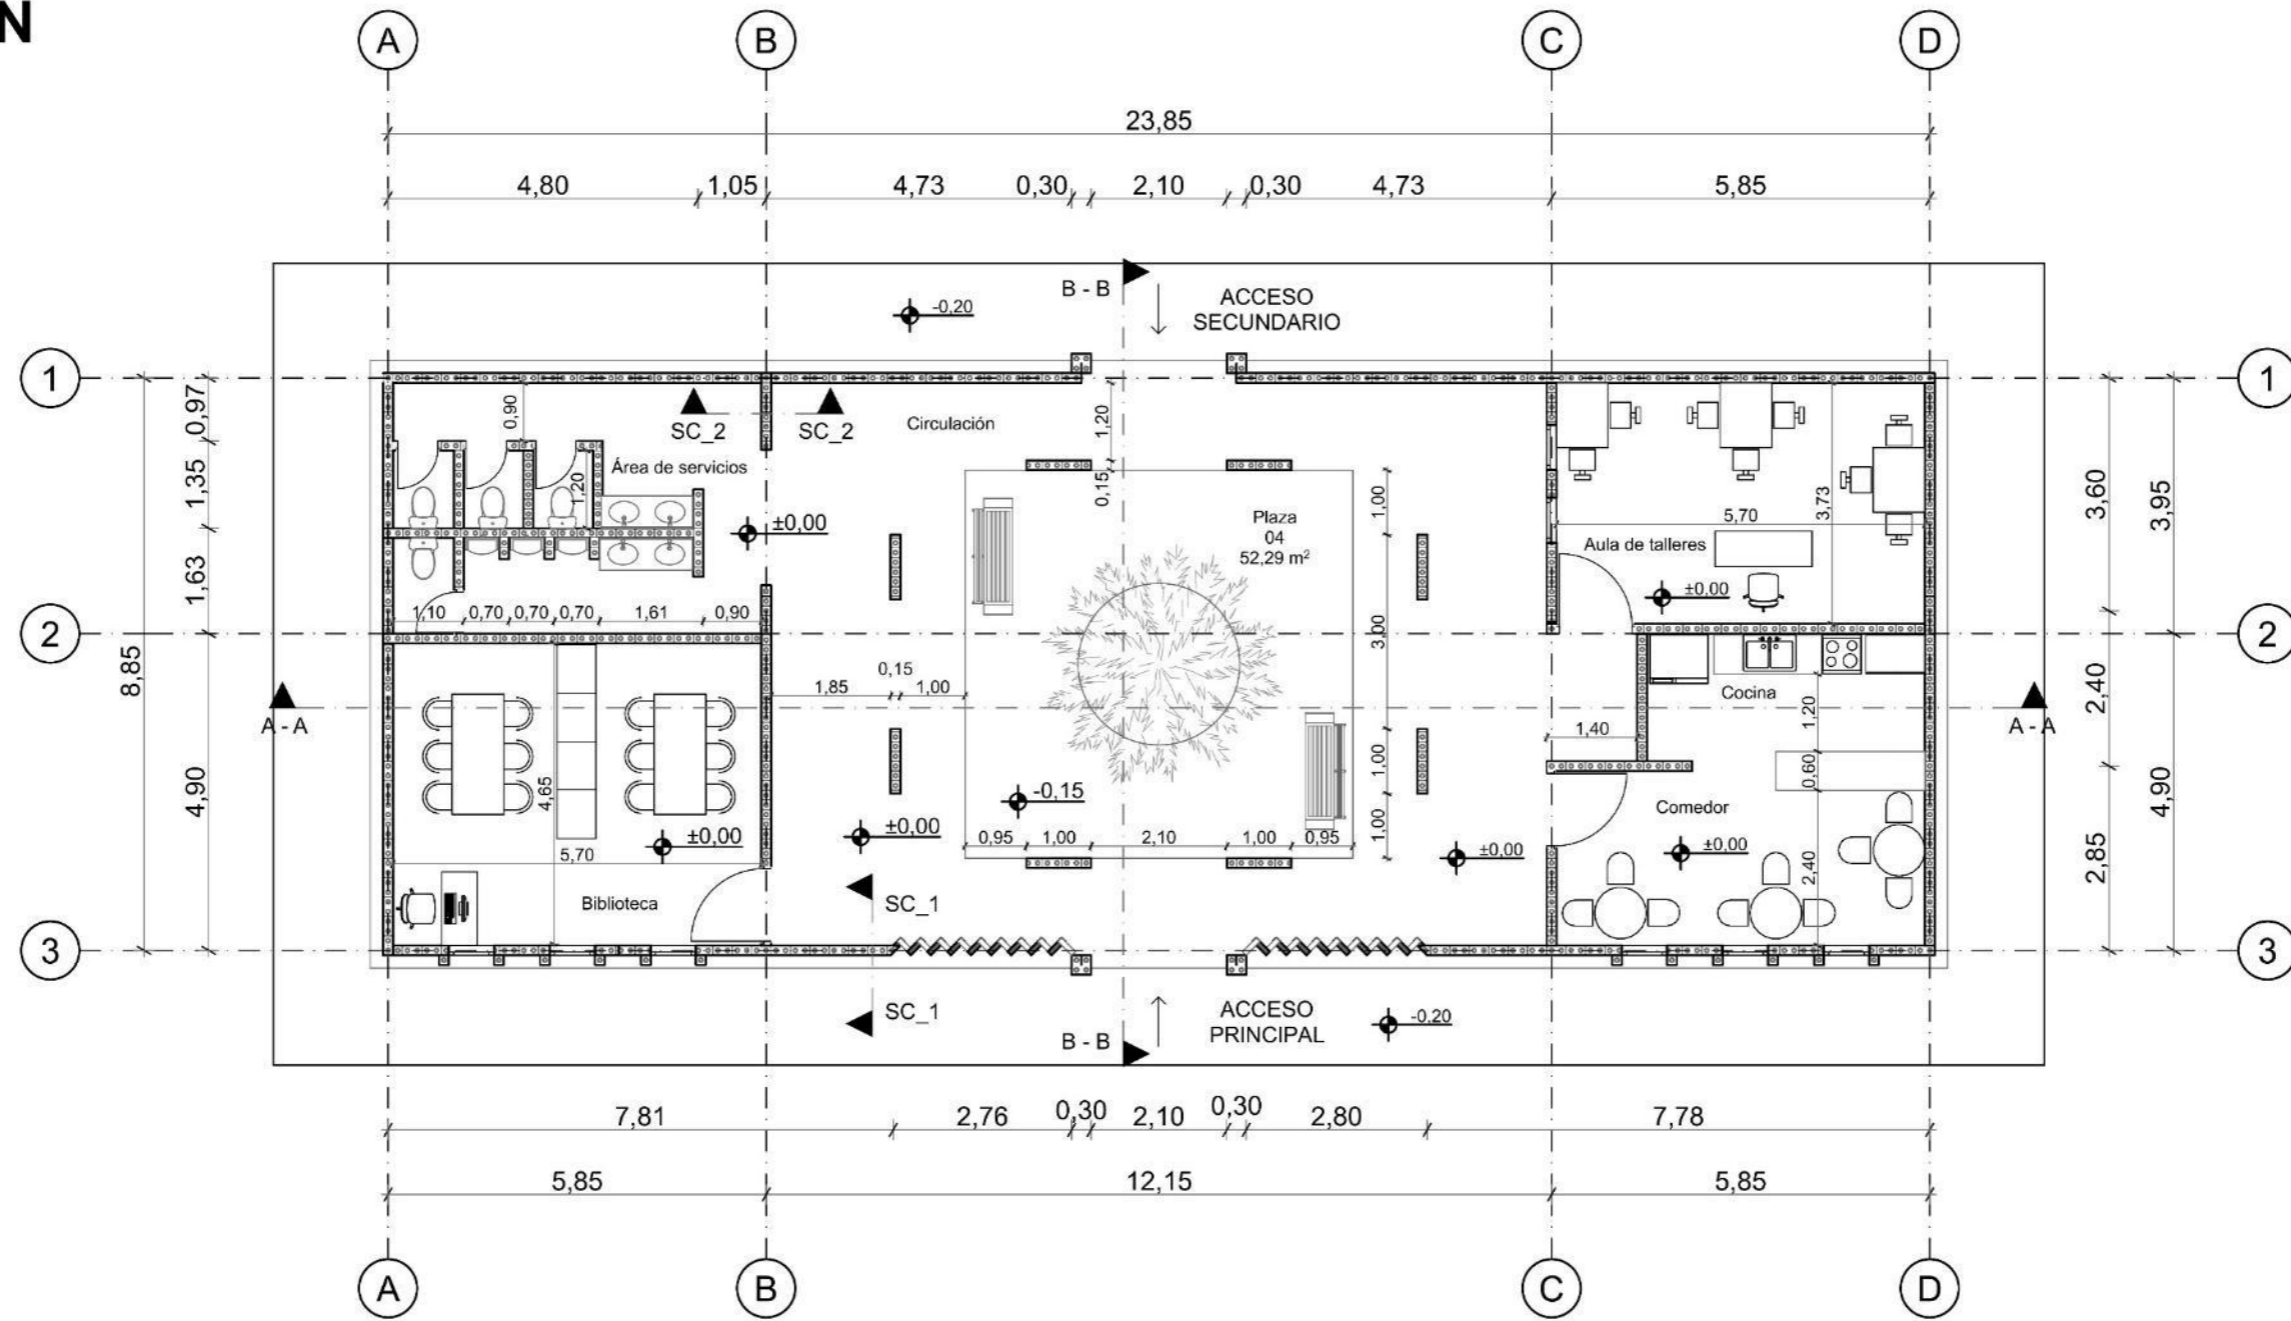 N
A
B
C
D
23,85
4,80
1,05
4,73
0,30
2,10
0,30
4,73
5,85
B - B
ACCESO
SECUNDARIO
-0,20
1
1
0,97
0,90
SC_2
SC_2
Circulación
1,20
Área de servicios
1,35
1,20
0,15
1,00
3,60
3,95
Plaza
04
52,29 m²
5,70
3,73
±0,00
Aula de talleres
1,63
±0,00
1,10
0,70
0,70
0,70
1,61
0,90
2
2
3,00
8,85
0,15
1,85
1,00
Cocina
2,40
1,20
A - A
A - A
1,40
4,90
4,65
1,00
0,60
4,90
-0,15
Comedor
±0,00
±0,00
0,95
1,00
2,10
1,00
0,95
1,00
±0,00
±0,00
5,70
2,40
2,85
Biblioteca
SC_1
3
3
SC_1
ACCESO
PRINCIPAL
-0,20
B - B
7,81
2,76
0,30
2,10
0,30
2,80
7,78
5,85
12,15
5,85
A
B
C
D